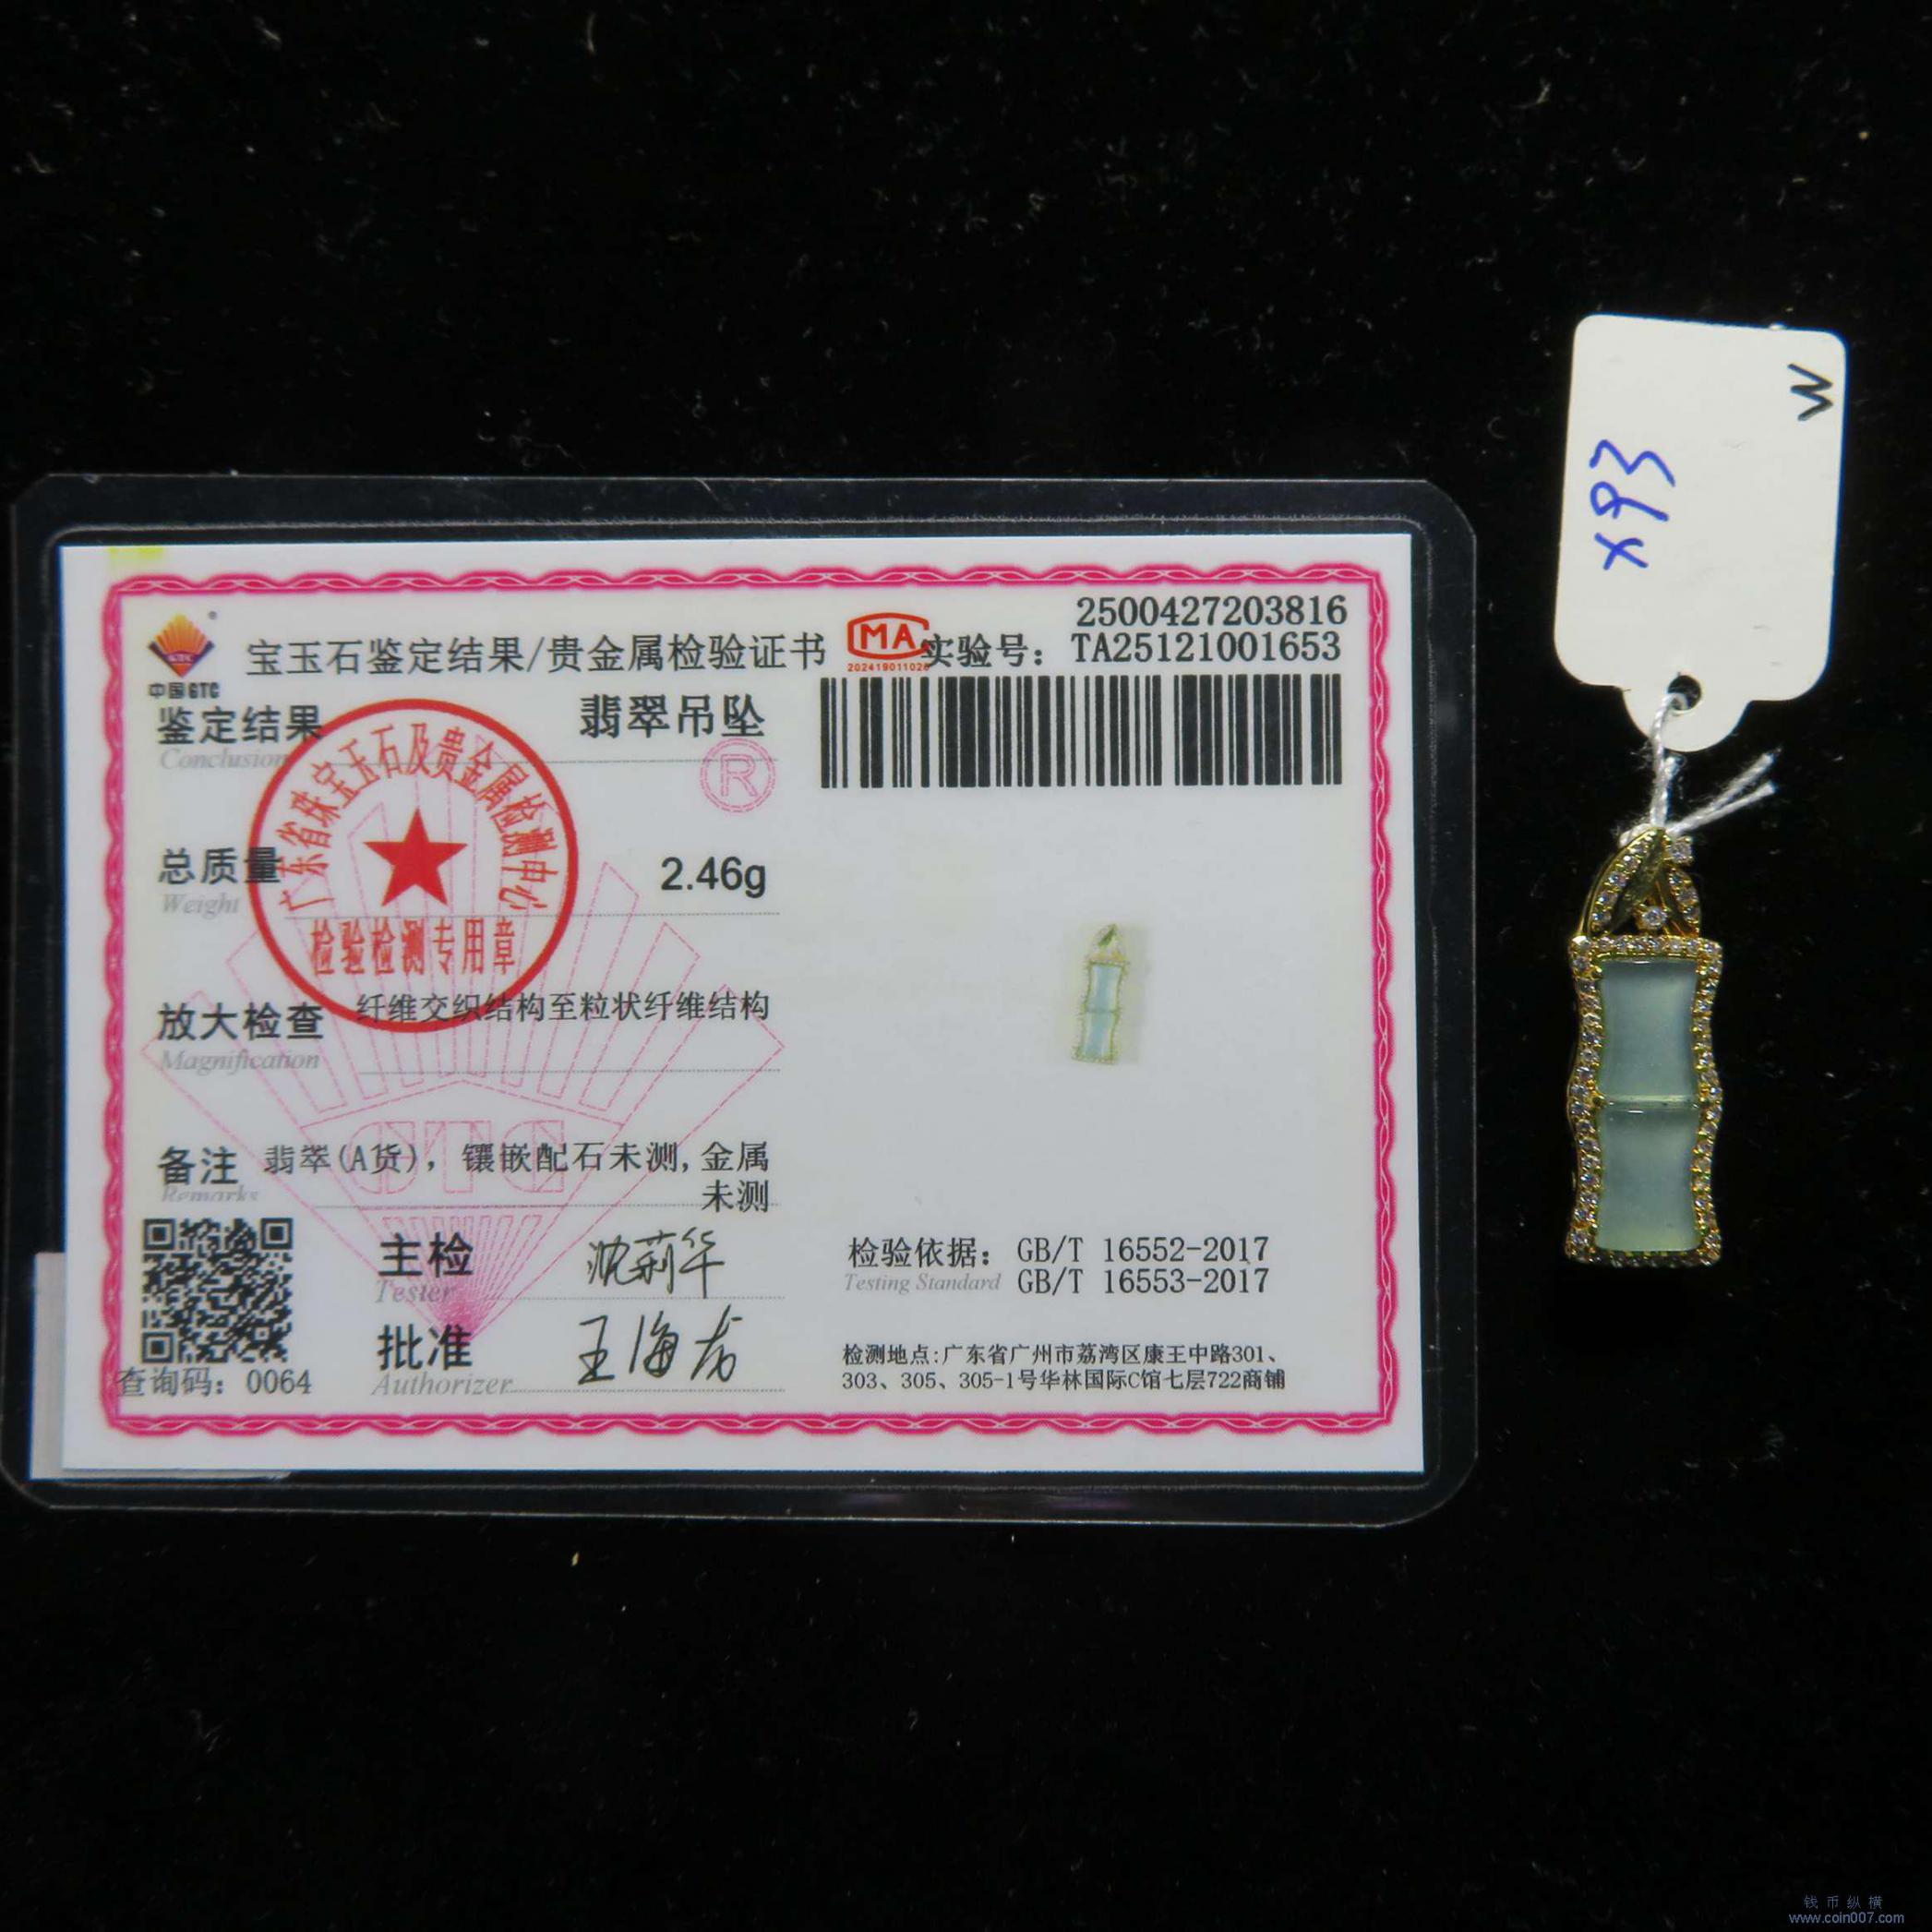 中国GTC
宝玉石鉴定结果/贵金属检验证书
MA
202419011028
2500427203816
实验号: TA25121001653
鉴定结果 翡翠吊坠
Conclusion
®
总质量 2.46g
Weight
广东省珠宝玉石及贵金属检测中心
检验检测专用章
放大检查 纤维交织结构至粒状纤维结构
Magnification
GTC
备注 翡翠(A货), 镶嵌配石未测,金属
未测
Remarks
主检 沈莉华
Tester
批准
Authorizer
查询码: 0064
检验依据: GB/T 16552-2017
Testing Standard GB/T 16553-2017
检测地点:广东省广州市荔湾区康王中路301、
303、305、305-1号华林国际C馆七层722商铺
W
x93
钱币纵横
www.coin007.com